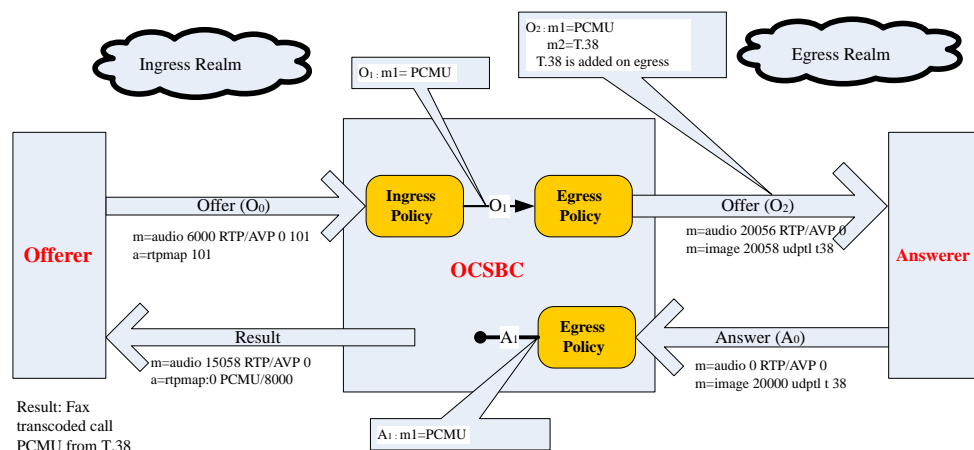 Ingress Realm
O₂ : m1=PCMU
m2=T.38
T.38 is added on egress
Egress Realm
O₁ : m1= PCMU
Offerer
Offer (O₀)
m=audio 6000 RTP/AVP 0 101
a=rtpmap 101
Ingress
Policy
O₁
Egress
Policy
Offer (O₂)
m=audio 20056 RTP/AVP 0
m=image 20058 udptl t38
Answerer
OCSBC
Result
m=audio 15058 RTP/AVP 0
a=rtpmap:0 PCMU/8000
A₁
Egress
Policy
Answer (A₀)
m=audio 0 RTP/AVP 0
m=image 20000 udptl t 38
Result: Fax
transcoded call
PCMU from T.38
A₁ : m1=PCMU